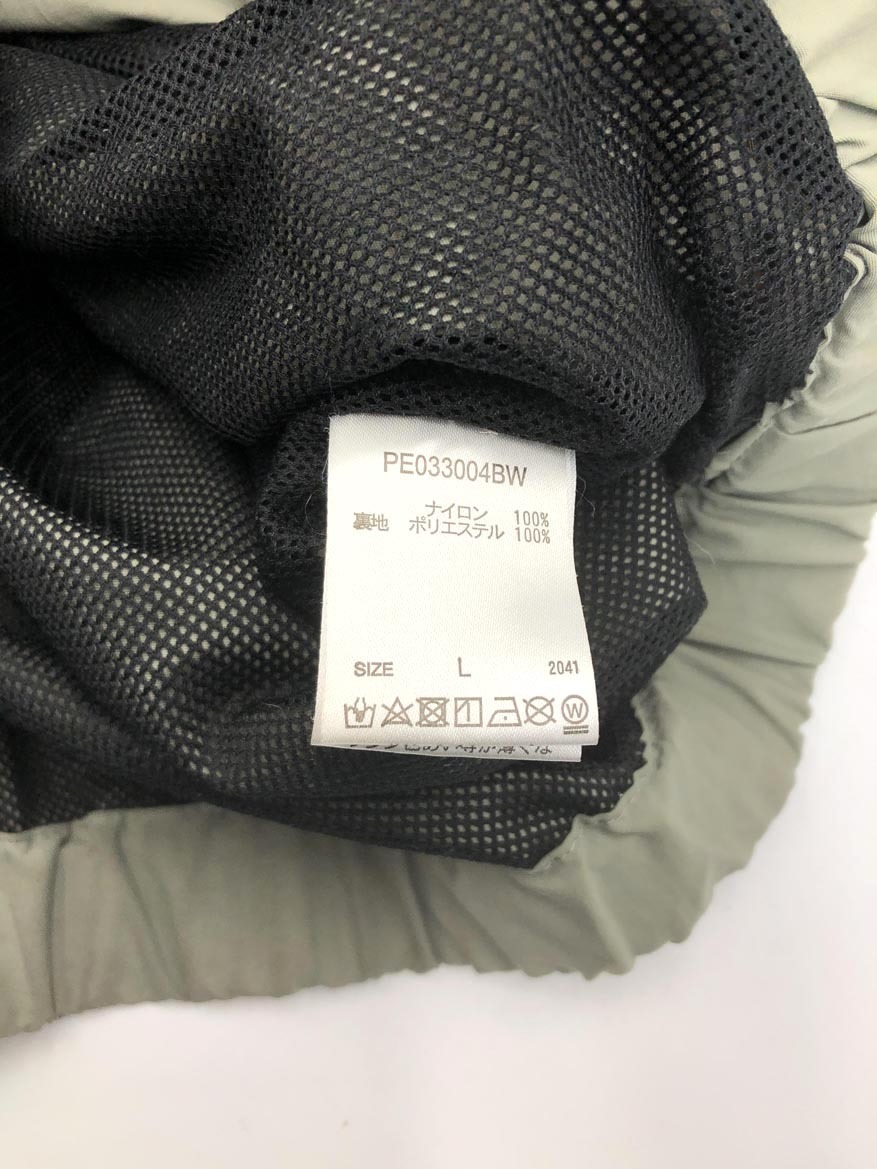 PE033004BW
ナイロン 100%
裏地 ポリエステル 100%
SIZE L 2041
W